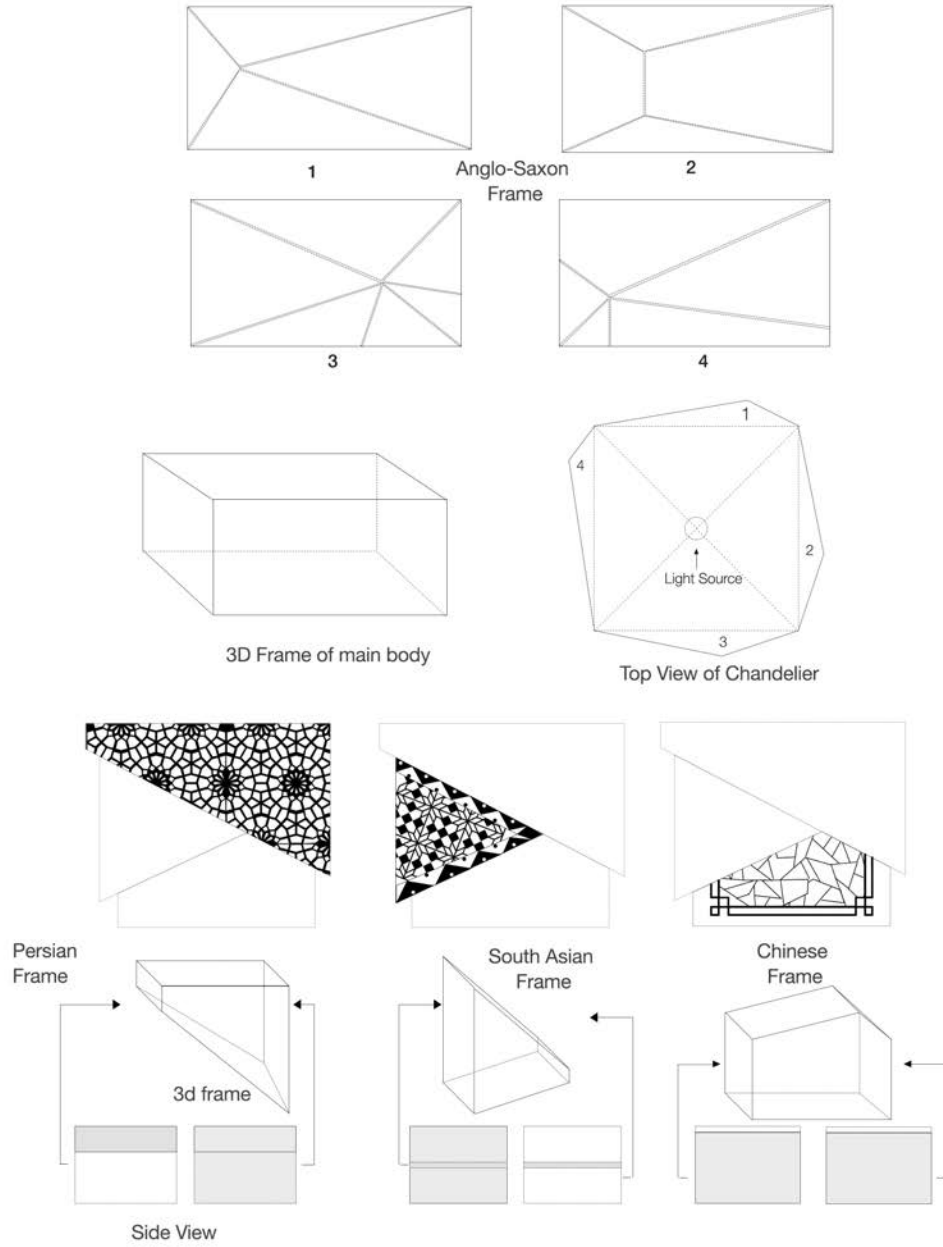 1
2
Anglo-Saxon
Frame
3
4
1
4
2
Light Source
3
3D Frame of main body
Top View of Chandelier
Persian
Frame
South Asian
Frame
Chinese
Frame
3d frame
Side View